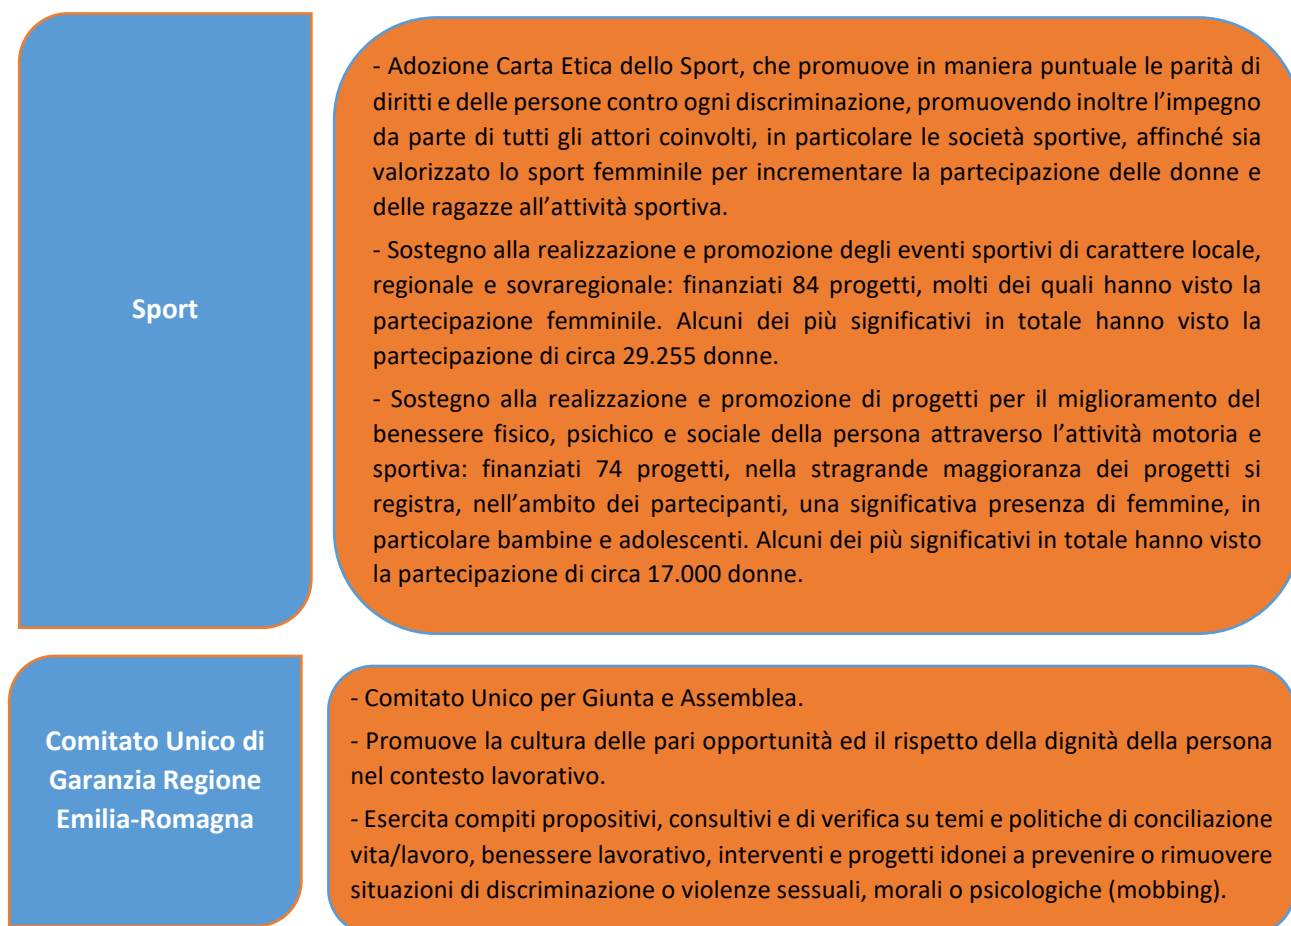 Sport
- Adozione Carta Etica dello Sport, che promuove in maniera puntuale le parità di
diritti e delle persone contro ogni discriminazione, promuovendo inoltre l’impegno
da parte di tutti gli attori coinvolti, in particolare le società sportive, affinché sia
valorizzato lo sport femminile per incrementare la partecipazione delle donne e
delle ragazze all’attività sportiva.
- Sostegno alla realizzazione e promozione degli eventi sportivi di carattere locale,
regionale e sovraregionale: finanziati 84 progetti, molti dei quali hanno visto la
partecipazione femminile. Alcuni dei più significativi in totale hanno visto la
partecipazione di circa 29.255 donne.
- Sostegno alla realizzazione e promozione di progetti per il miglioramento del
benessere fisico, psichico e sociale della persona attraverso l’attività motoria e
sportiva: finanziati 74 progetti, nella stragrande maggioranza dei progetti si
registra, nell’ambito dei partecipanti, una significativa presenza di femmine, in
particolare bambine e adolescenti. Alcuni dei più significativi in totale hanno visto
la partecipazione di circa 17.000 donne.
Comitato Unico di
Garanzia Regione
Emilia-Romagna
- Comitato Unico per Giunta e Assemblea.
- Promuove la cultura delle pari opportunità ed il rispetto della dignità della persona
nel contesto lavorativo.
- Esercita compiti propositivi, consultivi e di verifica su temi e politiche di conciliazione
vita/lavoro, benessere lavorativo, interventi e progetti idonei a prevenire o rimuovere
situazioni di discriminazione o violenze sessuali, morali o psicologiche (mobbing).